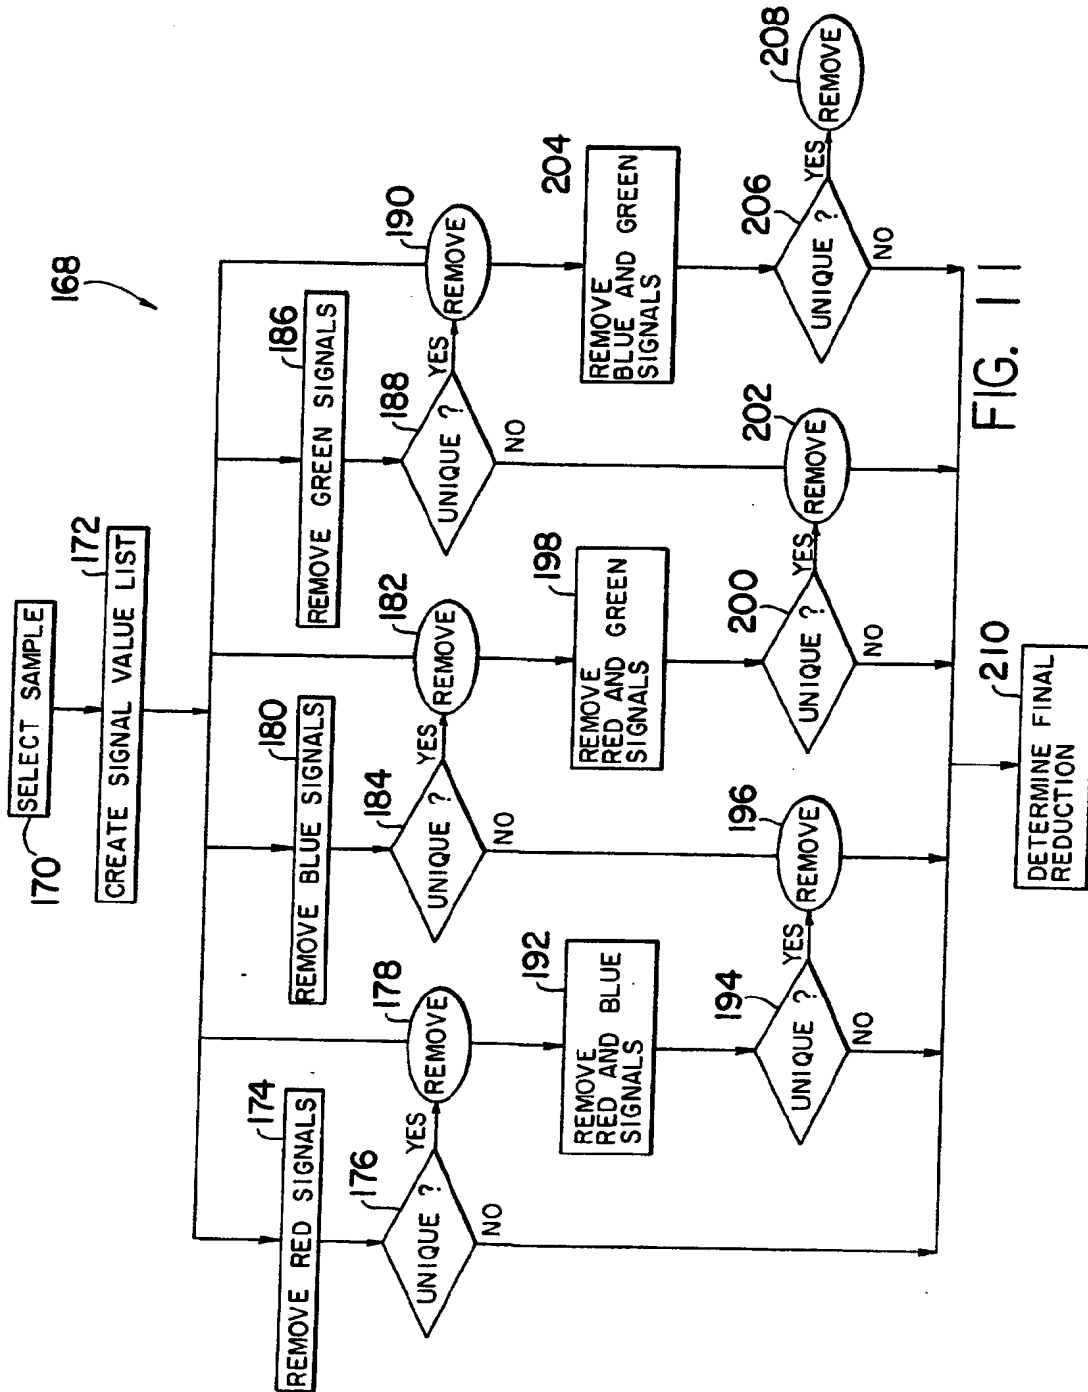 168
170
SELECT SAMPLE
172
CREATE SIGNAL VALUE LIST
174
REMOVE RED SIGNALS
180
REMOVE BLUE SIGNALS
186
REMOVE GREEN SIGNALS
176
UNIQUE ?
YES
NO
178
REMOVE
184
UNIQUE ?
YES
NO
182
REMOVE
188
UNIQUE ?
YES
NO
190
REMOVE
192
REMOVE
RED AND BLUE
SIGNALS
198
REMOVE
RED AND GREEN
SIGNALS
204
REMOVE
BLUE AND GREEN
SIGNALS
194
UNIQUE ?
YES
NO
196
REMOVE
200
UNIQUE ?
YES
NO
202
REMOVE
206
UNIQUE ?
YES
NO
208
REMOVE
210
DETERMINE FINAL
REDUCTION
FIG. 11